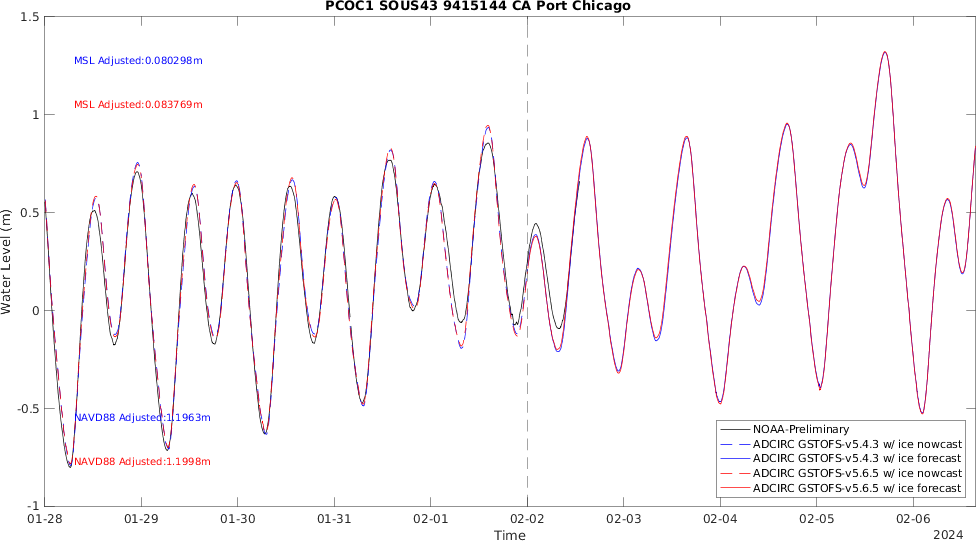 PCOC1 SOUS43 9415144 CA Port Chicago
1.5
1
0.5
0
-0.5
-1
Water Level (m)
MSL Adjusted:0.080298m
MSL Adjusted:0.083769m
NAVD88 Adjusted:1.1963m
NAVD88 Adjusted:1.1998m
NOAA-Preliminary
ADCIRC GSTOFS-v5.4.3 w/ ice nowcast
ADCIRC GSTOFS-v5.4.3 w/ ice forecast
ADCIRC GSTOFS-v5.6.5 w/ ice nowcast
ADCIRC GSTOFS-v5.6.5 w/ ice forecast
01-28 01-29 01-30 01-31 02-01 02-02 02-03 02-04 02-05 02-06
Time
2024